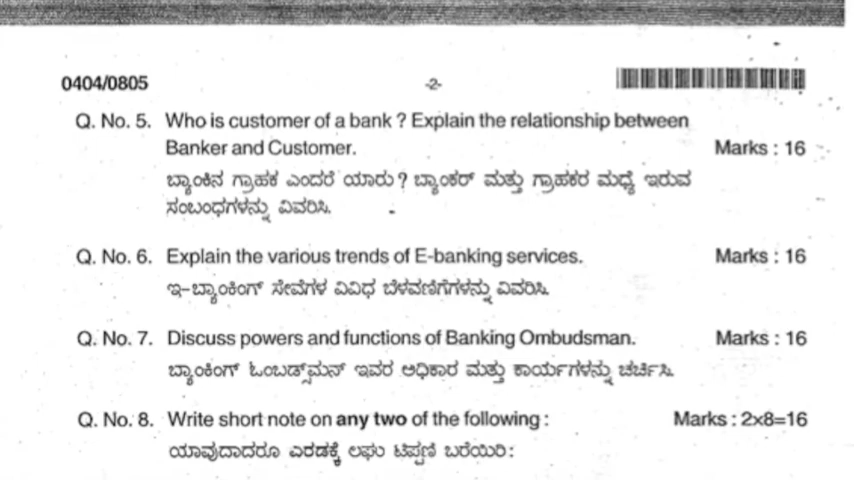 0404/0805 -2-
Q. No. 5. Who is customer of a bank ? Explain the relationship between
Banker and Customer. Marks : 16
ಬ್ಯಾಂಕಿನ ಗ್ರಾಹಕ ಎಂದರೆ ಯಾರು ? ಬ್ಯಾಂಕರ್ ಮತ್ತು ಗ್ರಾಹಕರ ಮಧ್ಯೆ ಇರುವ
ಸಂಬಂಧಗಳನ್ನು ವಿವರಿಸಿ.
Q. No. 6. Explain the various trends of E-banking services. Marks : 16
ಇ-ಬ್ಯಾಂಕಿಂಗ್ ಸೇವೆಗಳ ವಿವಿಧ ಬೆಳವಣಿಗೆಗಳನ್ನು ವಿವರಿಸಿ.
Q. No. 7. Discuss powers and functions of Banking Ombudsman. Marks : 16
ಬ್ಯಾಂಕಿಂಗ್ ಓಂಬಡ್ಸ್‌ಮನ್ ಇವರ ಅಧಿಕಾರ ಮತ್ತು ಕಾರ್ಯಗಳನ್ನು ಚರ್ಚಿಸಿ.
Q. No. 8. Write short note on any two of the following : Marks : 2x8=16
ಯಾವುದಾದರೂ ಎರಡಕ್ಕೆ ಲಘು ಟಿಪ್ಪಣಿ ಬರೆಯಿರಿ :